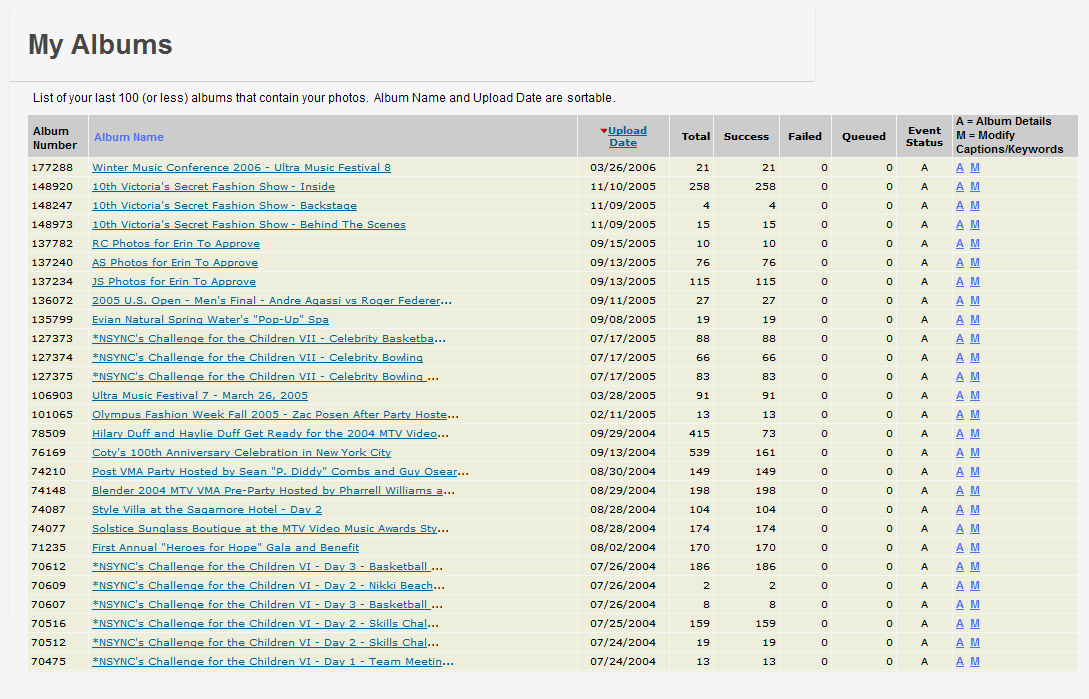 My Albums
List of your last 100 (or less) albums that contain your photos. Album Name and Upload Date are sortable.
Album Number Album Name Upload Date Total Success Failed Queued Event Status A = Album Details M = Modify Captions/Keywords
177288 Winter Music Conference 2006 - Ultra Music Festival 8 03/26/2006 21 21 0 0 A A M
148920 10th Victoria's Secret Fashion Show - Inside 11/10/2005 258 258 0 0 A A M
148247 10th Victoria's Secret Fashion Show - Backstage 11/09/2005 4 4 0 0 A A M
148973 10th Victoria's Secret Fashion Show - Behind The Scenes 11/09/2005 15 15 0 0 A A M
137782 RC Photos for Erin To Approve 09/15/2005 10 10 0 0 A A M
137240 AS Photos for Erin To Approve 09/13/2005 76 76 0 0 A A M
137234 JS Photos for Erin To Approve 09/13/2005 115 115 0 0 A A M
136072 2005 U.S. Open - Men's Final - Andre Agassi vs Roger Federer... 09/11/2005 27 27 0 0 A A M
135799 Evian Natural Spring Water's "Pop-Up" Spa 09/08/2005 19 19 0 0 A A M
127373 *NSYNC's Challenge for the Children VII - Celebrity Basketba... 07/17/2005 88 88 0 0 A A M
127374 *NSYNC's Challenge for the Children VII - Celebrity Bowling 07/17/2005 66 66 0 0 A A M
127375 *NSYNC's Challenge for the Children VII - Celebrity Bowling ... 07/17/2005 83 83 0 0 A A M
106903 Ultra Music Festival 7 - March 26, 2005 03/28/2005 91 91 0 0 A A M
101065 Olympus Fashion Week Fall 2005 - Zac Posen After Party Hoste... 02/11/2005 13 13 0 0 A A M
78509 Hilary Duff and Haylie Duff Get Ready for the 2004 MTV Video... 09/29/2004 415 73 0 0 A A M
76169 Coty's 100th Anniversary Celebration in New York City 09/13/2004 539 161 0 0 A A M
74210 Post VMA Party Hosted by Sean "P. Diddy" Combs and Guy Osear... 08/30/2004 149 149 0 0 A A M
74148 Blender 2004 MTV VMA Pre-Party Hosted by Pharrell Williams a... 08/29/2004 198 198 0 0 A A M
74087 Style Villa at the Sagamore Hotel - Day 2 08/28/2004 104 104 0 0 A A M
74077 Solstice Sunglass Boutique at the MTV Video Music Awards Sty... 08/28/2004 174 174 0 0 A A M
71235 First Annual "Heroes for Hope" Gala and Benefit 08/02/2004 170 170 0 0 A A M
70612 *NSYNC's Challenge for the Children VI - Day 3 - Basketball ... 07/26/2004 186 186 0 0 A A M
70609 *NSYNC's Challenge for the Children VI - Day 2 - Nikki Beach... 07/26/2004 2 2 0 0 A A M
70607 *NSYNC's Challenge for the Children VI - Day 3 - Basketball ... 07/26/2004 8 8 0 0 A A M
70516 *NSYNC's Challenge for the Children VI - Day 2 - Skills Chal... 07/25/2004 159 159 0 0 A A M
70512 *NSYNC's Challenge for the Children VI - Day 2 - Skills Chal... 07/24/2004 19 19 0 0 A A M
70475 *NSYNC's Challenge for the Children VI - Day 1 - Team Meetin... 07/24/2004 13 13 0 0 A A M